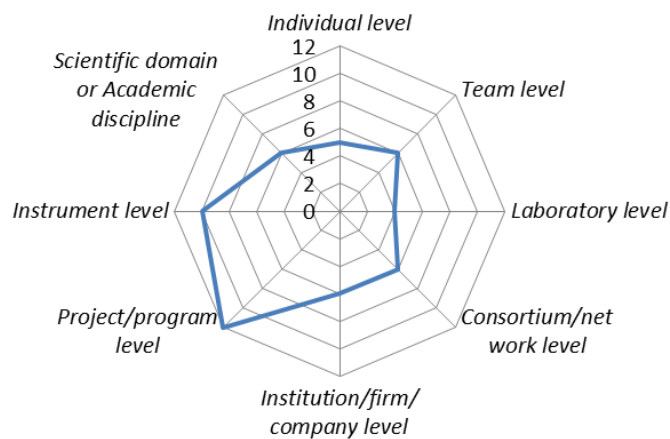 Individual level
12
10
8
6
4
2
0
Scientific domain
or Academic
discipline
Team level
Instrument level
Laboratory level
Project/program
level
Consortium/net
work level
Institution/firm/
company level